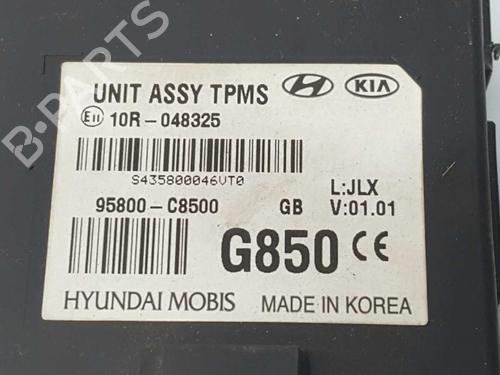 UNIT ASSY TPMS
KIA
E11 10R-048325
S435800046VT0
L:JLX
95800-C8500 GB V:01.01
G850 CE
HYUNDAI MOBIS MADE IN KOREA
B-PARTS